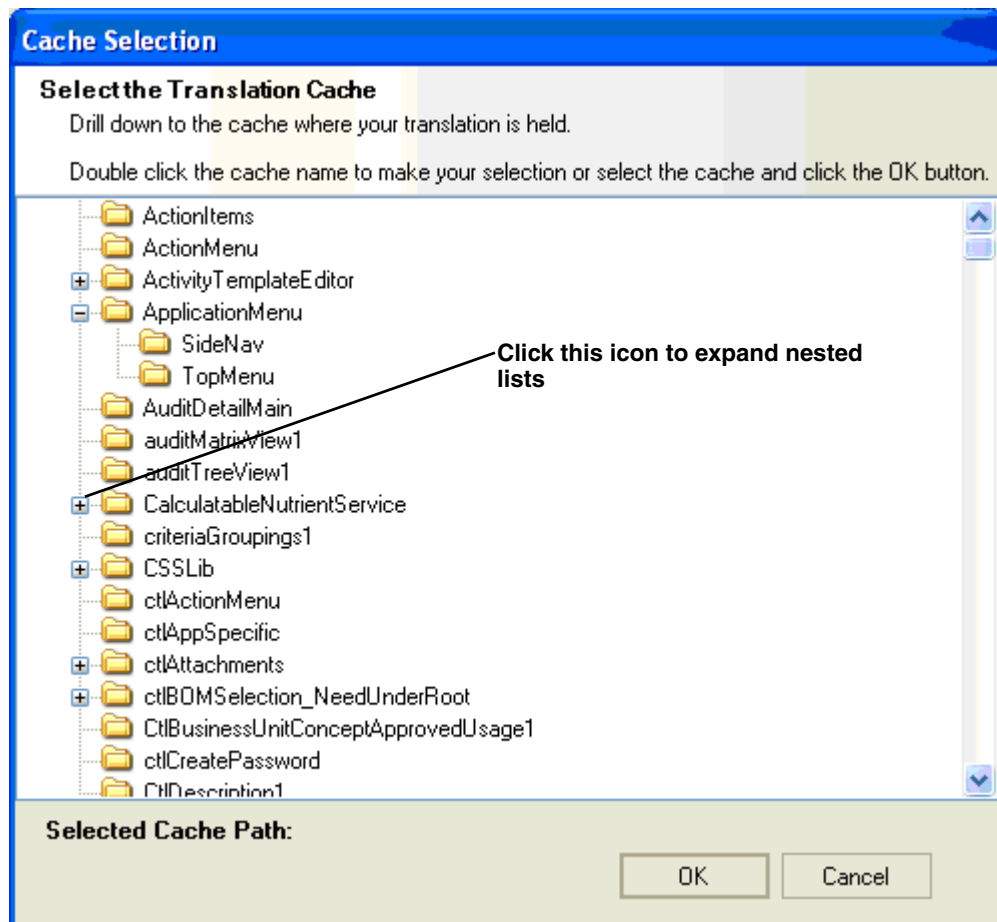 Cache Selection
Select the Translation Cache
Drill down to the cache where your translation is held.
Double click the cache name to make your selection or select the cache and click the OK button.
ActionItems
ActionMenu
ActivityTemplateEditor
ApplicationMenu
SideNav
TopMenu
Click this icon to expand nested
lists
AuditDetailMain
auditMatrixView1
auditTreeView1
CalculatableNutrientService
criteriaGroupings1
CSSLib
ctlActionMenu
ctlAppSpecific
ctlAttachments
ctlBOMSelection_NeedUnderRoot
CtlBusinessUnitConceptApprovedUsage1
ctlCreatePassword
CtlDescription1
Selected Cache Path:
OK
Cancel